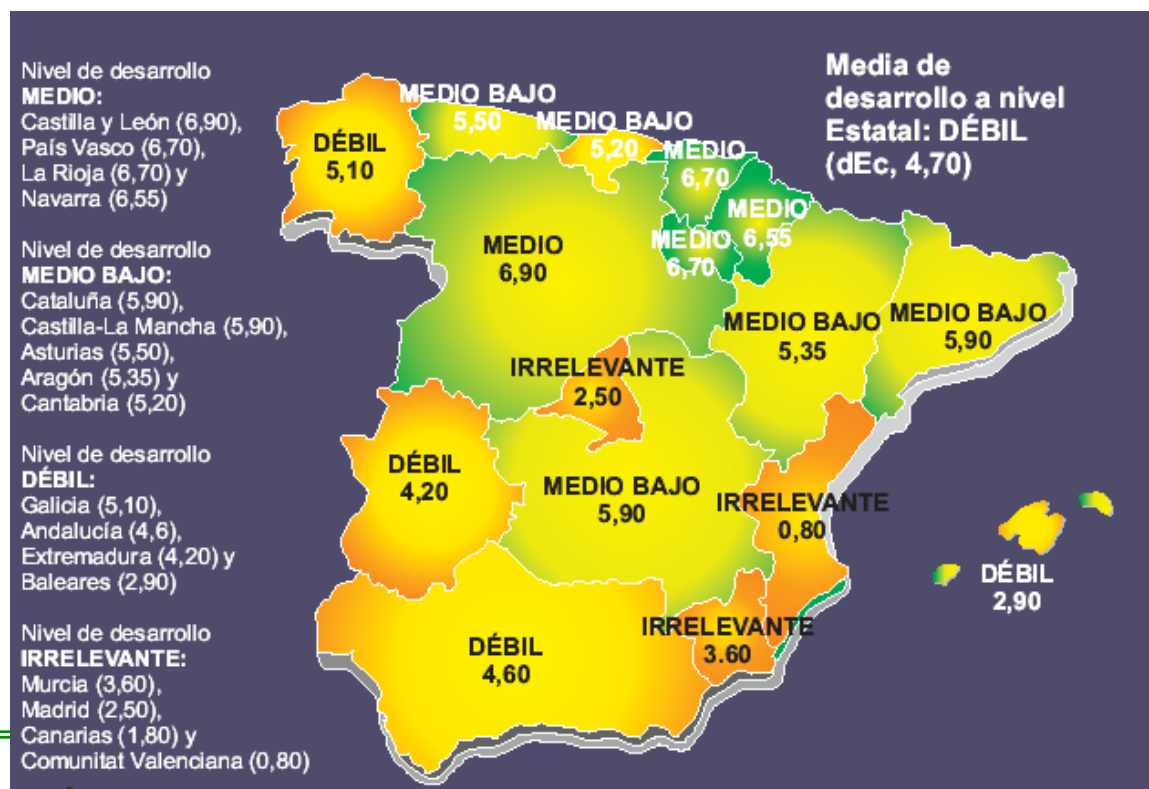 Nivel de desarrollo
MEDIO:
Castilla y León (6,90),
País Vasco (6,70),
La Rioja (6,70) y
Navarra (6,55)
Nivel de desarrollo
MEDIO BAJO:
Cataluña (5,90),
Castilla-La Mancha (5,90),
Asturias (5,50),
Aragón (5,35) y
Cantabria (5,20)
Nivel de desarrollo
DÉBIL:
Galicia (5,10),
Andalucía (4,6),
Extremadura (4,20) y
Baleares (2,90)
Nivel de desarrollo
IRRELEVANTE:
Murcia (3,60),
Madrid (2,50),
Canarias (1,80) y
Comunitat Valenciana (0,80)
Media de
desarrollo a nivel
Estatal: DÉBIL
(dEc, 4,70)
DÉBIL
5,10
MEDIO BAJO
5,50
MEDIO BAJO
5,20
MEDIO
6,70
MEDIO
6,55
MEDIO
6,70
MEDIO
6,90
MEDIO BAJO
5,35
MEDIO BAJO
5,90
IRRELEVANTE
2,50
DÉBIL
4,20
MEDIO BAJO
5,90
IRRELEVANTE
0,80
DÉBIL
2,90
IRRELEVANTE
3.60
DÉBIL
4,60